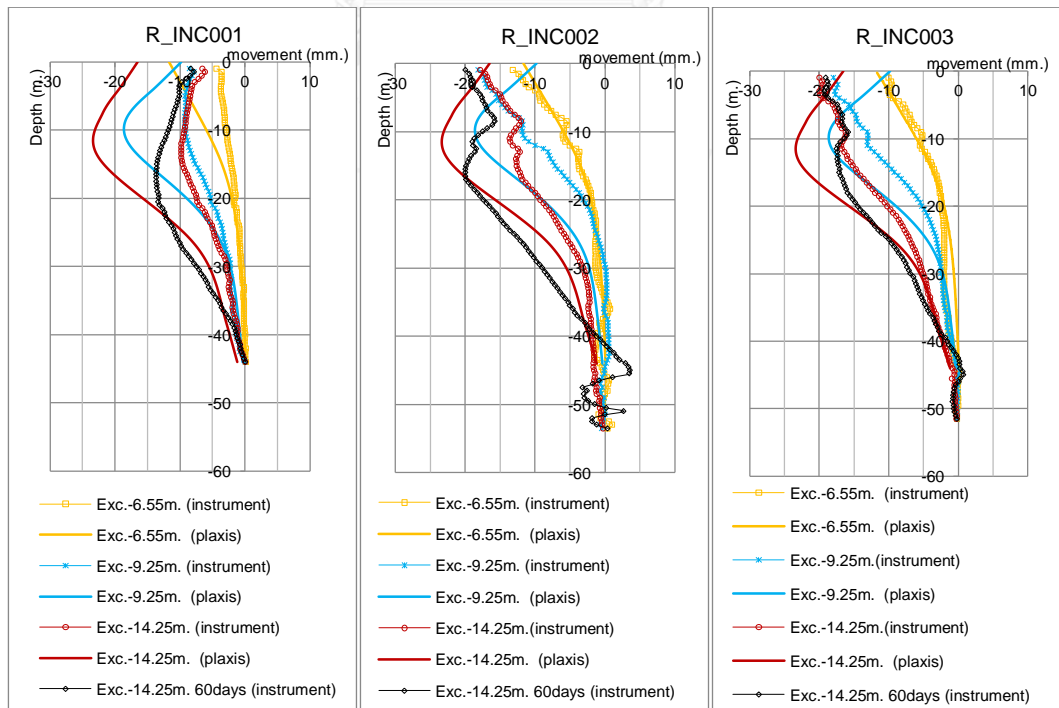 R_INC001
movement (mm.)
-30 -20 -10 0 10
Depth (m.)
0
-10
-20
-30
-40
-50
-60
Exc.-6.55m. (instrument)
Exc.-6.55m. (plaxis)
Exc.-9.25m. (instrument)
Exc.-9.25m. (plaxis)
Exc.-14.25m. (instrument)
Exc.-14.25m. (plaxis)
Exc.-14.25m. 60days (instrument)
R_INC002
movement (mm.)
-30 -20 -10 0 10
Depth (m.)
0
-10
-20
-30
-40
-50
-60
Exc.-6.55m. (instrument)
Exc.-6.55m. (plaxis)
Exc.-9.25m. (instrument)
Exc.-9.25m. (plaxis)
Exc.-14.25m.(instrument)
Exc.-14.25m. (plaxis)
Exc.-14.25m. 60days (instrument)
R_INC003
movement (mm.)
-30 -20 -10 0 10
Depth (m.)
0
-10
-20
-30
-40
-50
-60
Exc.-6.55m. (instrument)
Exc.-6.55m. (plaxis)
Exc.-9.25m.(instrument)
Exc.-9.25m. (plaxis)
Exc.-14.25m.(instrument)
Exc.-14.25m. (plaxis)
Exc.-14.25m. 60days (instrument)